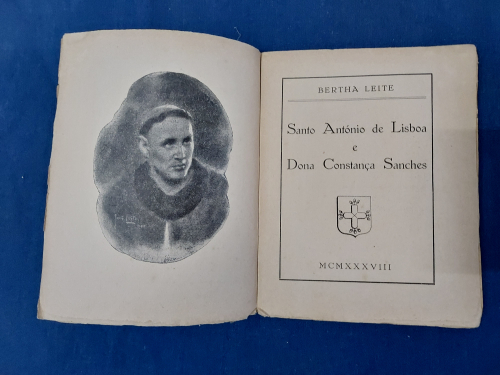 BERTHA LEITE
Santo António de Lisboa
e
Dona Constança Sanches
MCMXXXVIII